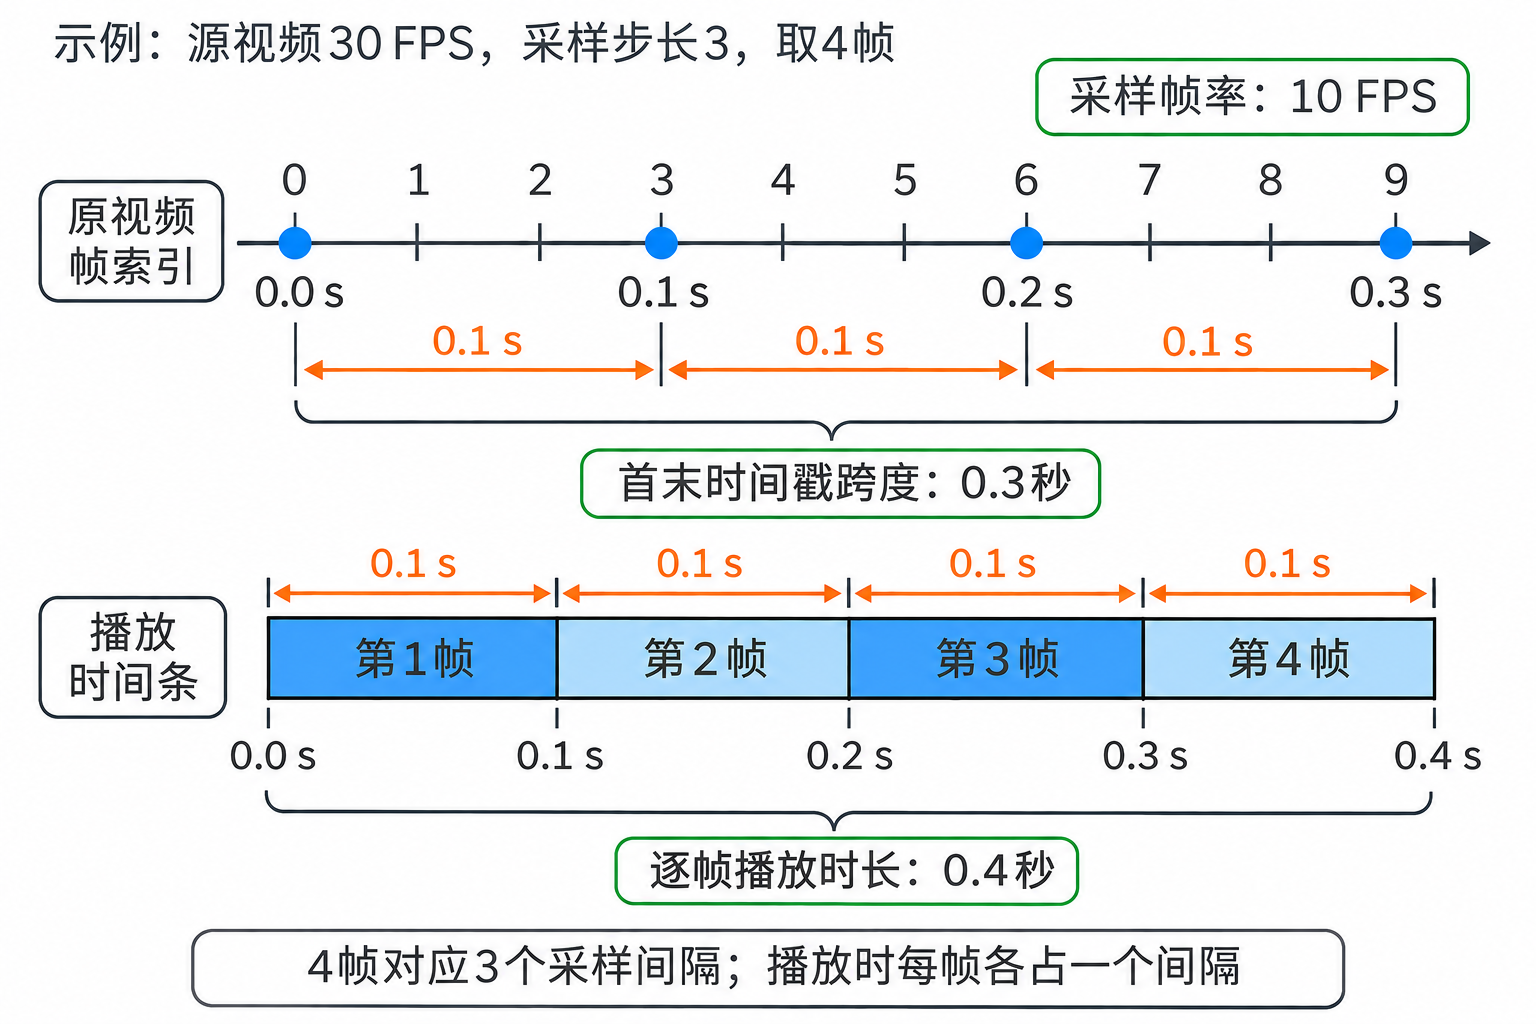 示例：源视频30 FPS，采样步长3，取4帧
采样帧率：10 FPS
0 1 2 3 4 5 6 7 8 9
原视频
帧索引
0.0 s 0.1 s 0.2 s 0.3 s
0.1 s 0.1 s 0.1 s
首末时间戳跨度：0.3秒
0.1 s 0.1 s 0.1 s 0.1 s
播放
时间条
第1帧 第2帧 第3帧 第4帧
0.0 s 0.1 s 0.2 s 0.3 s 0.4 s
逐帧播放时长：0.4秒
4帧对应3个采样间隔；播放时每帧各占一个间隔